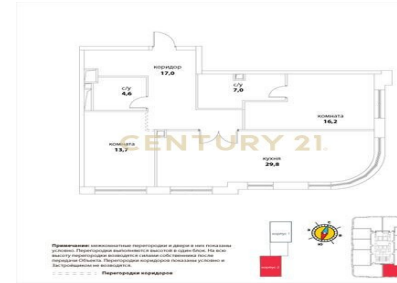 коридор
17,0
с/у
4,6
с/у
7,0
комната
16,2
CENTURY 21
комната
13,7
кухня
29,8
Примечание: межкомнатные перегородки и двери в них показаны
условно. Перегородки выполняются высотой в один блок. На всю
высоту перегородки возводятся силами собственника после
передачи Объекта. Перегородки коридоров показаны условно и
Застройщиком не возводятся.
Перегородки коридоров